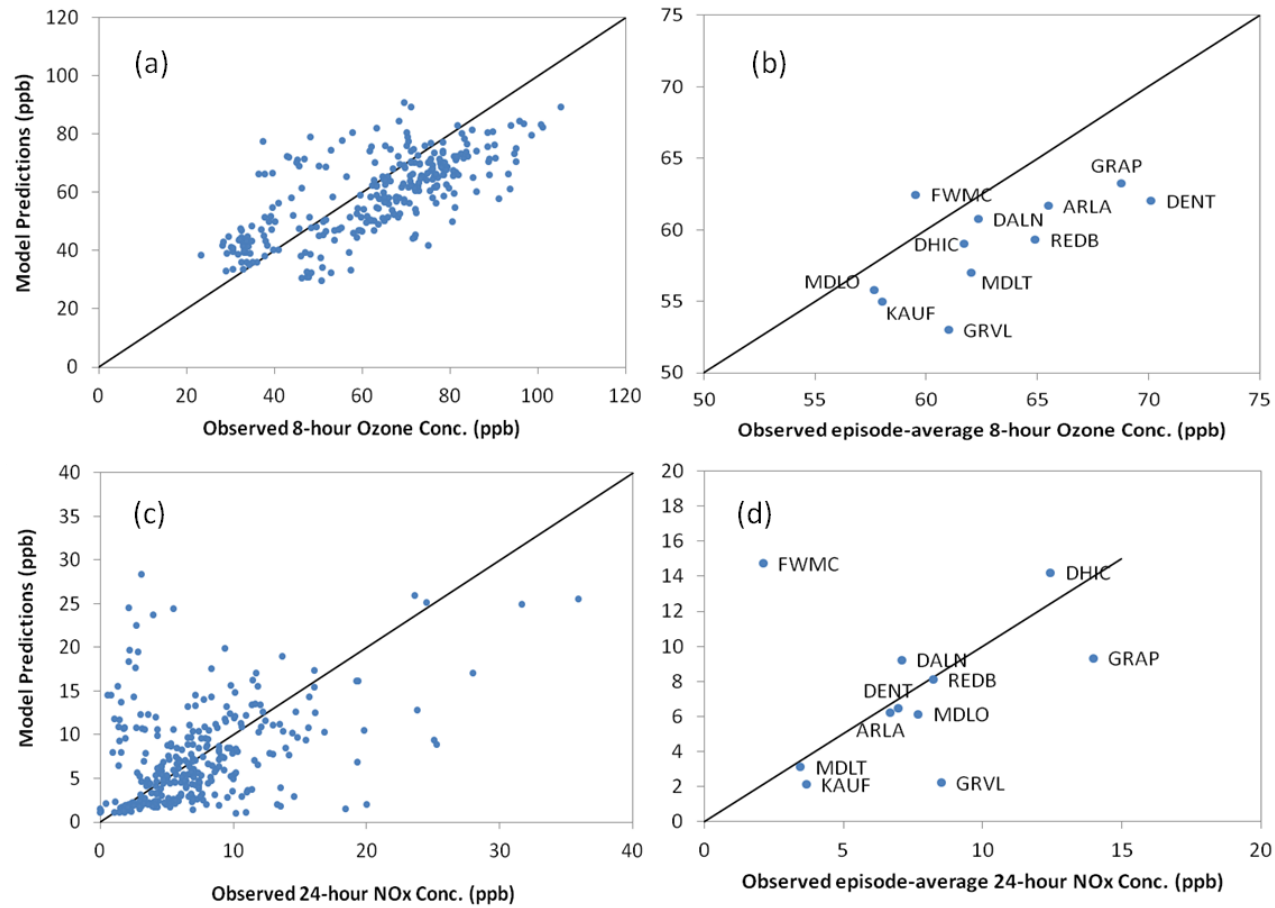 120
100
80
60
40
20
0
0 20 40 60 80 100 120
(a)
Model Predictions (ppb)
Observed 8-hour Ozone Conc. (ppb)
75
70
65
60
55
50
50 55 60 65 70 75
(b)
GRAP
FWMC
DENT
ARLA
DALN
DHIC
REDB
MDLT
MDLO
KAUF
GRVL
Observed episode-average 8-hour Ozone Conc. (ppb)
40
35
30
25
20
15
10
5
0
0 10 20 30 40
(c)
Model Predictions (ppb)
Observed 24-hour NOx Conc. (ppb)
20
18
16
14
12
10
8
6
4
2
0
0 5 10 15 20
(d)
FWMC
DHIC
DALN
GRAP
REDB
DENT
MDLO
ARLA
MDLT
KAUF
GRVL
Observed episode-average 24-hour NOx Conc. (ppb)